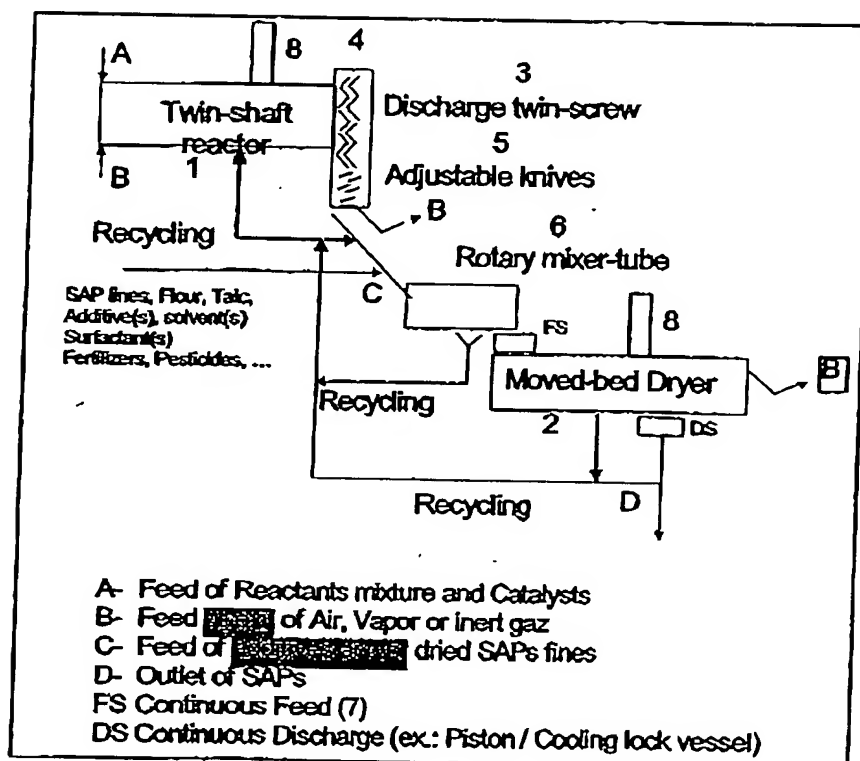 A
8
4
3
Twin-shaft
reactor
Discharge twin-screw
5
1
B
Adjustable knives
B
Recycling
6
Rotary mixer-tube
C
SAP fines, Flour, Talc,
Additive(s), solvent(s)
Surfactant(s)
Fertilizers, Pesticides, ...
FS
8
Moved-bed Dryer
B
Recycling
2
DS
Recycling
D
A- Feed of Reactants mixture and Catalysts
B- Feed of Air, Vapor or inert gaz
C- Feed of dried SAPs fines
D- Outlet of SAPs
FS Continuous Feed (7)
DS Continuous Discharge (ex.: Piston / Cooling lock vessel)